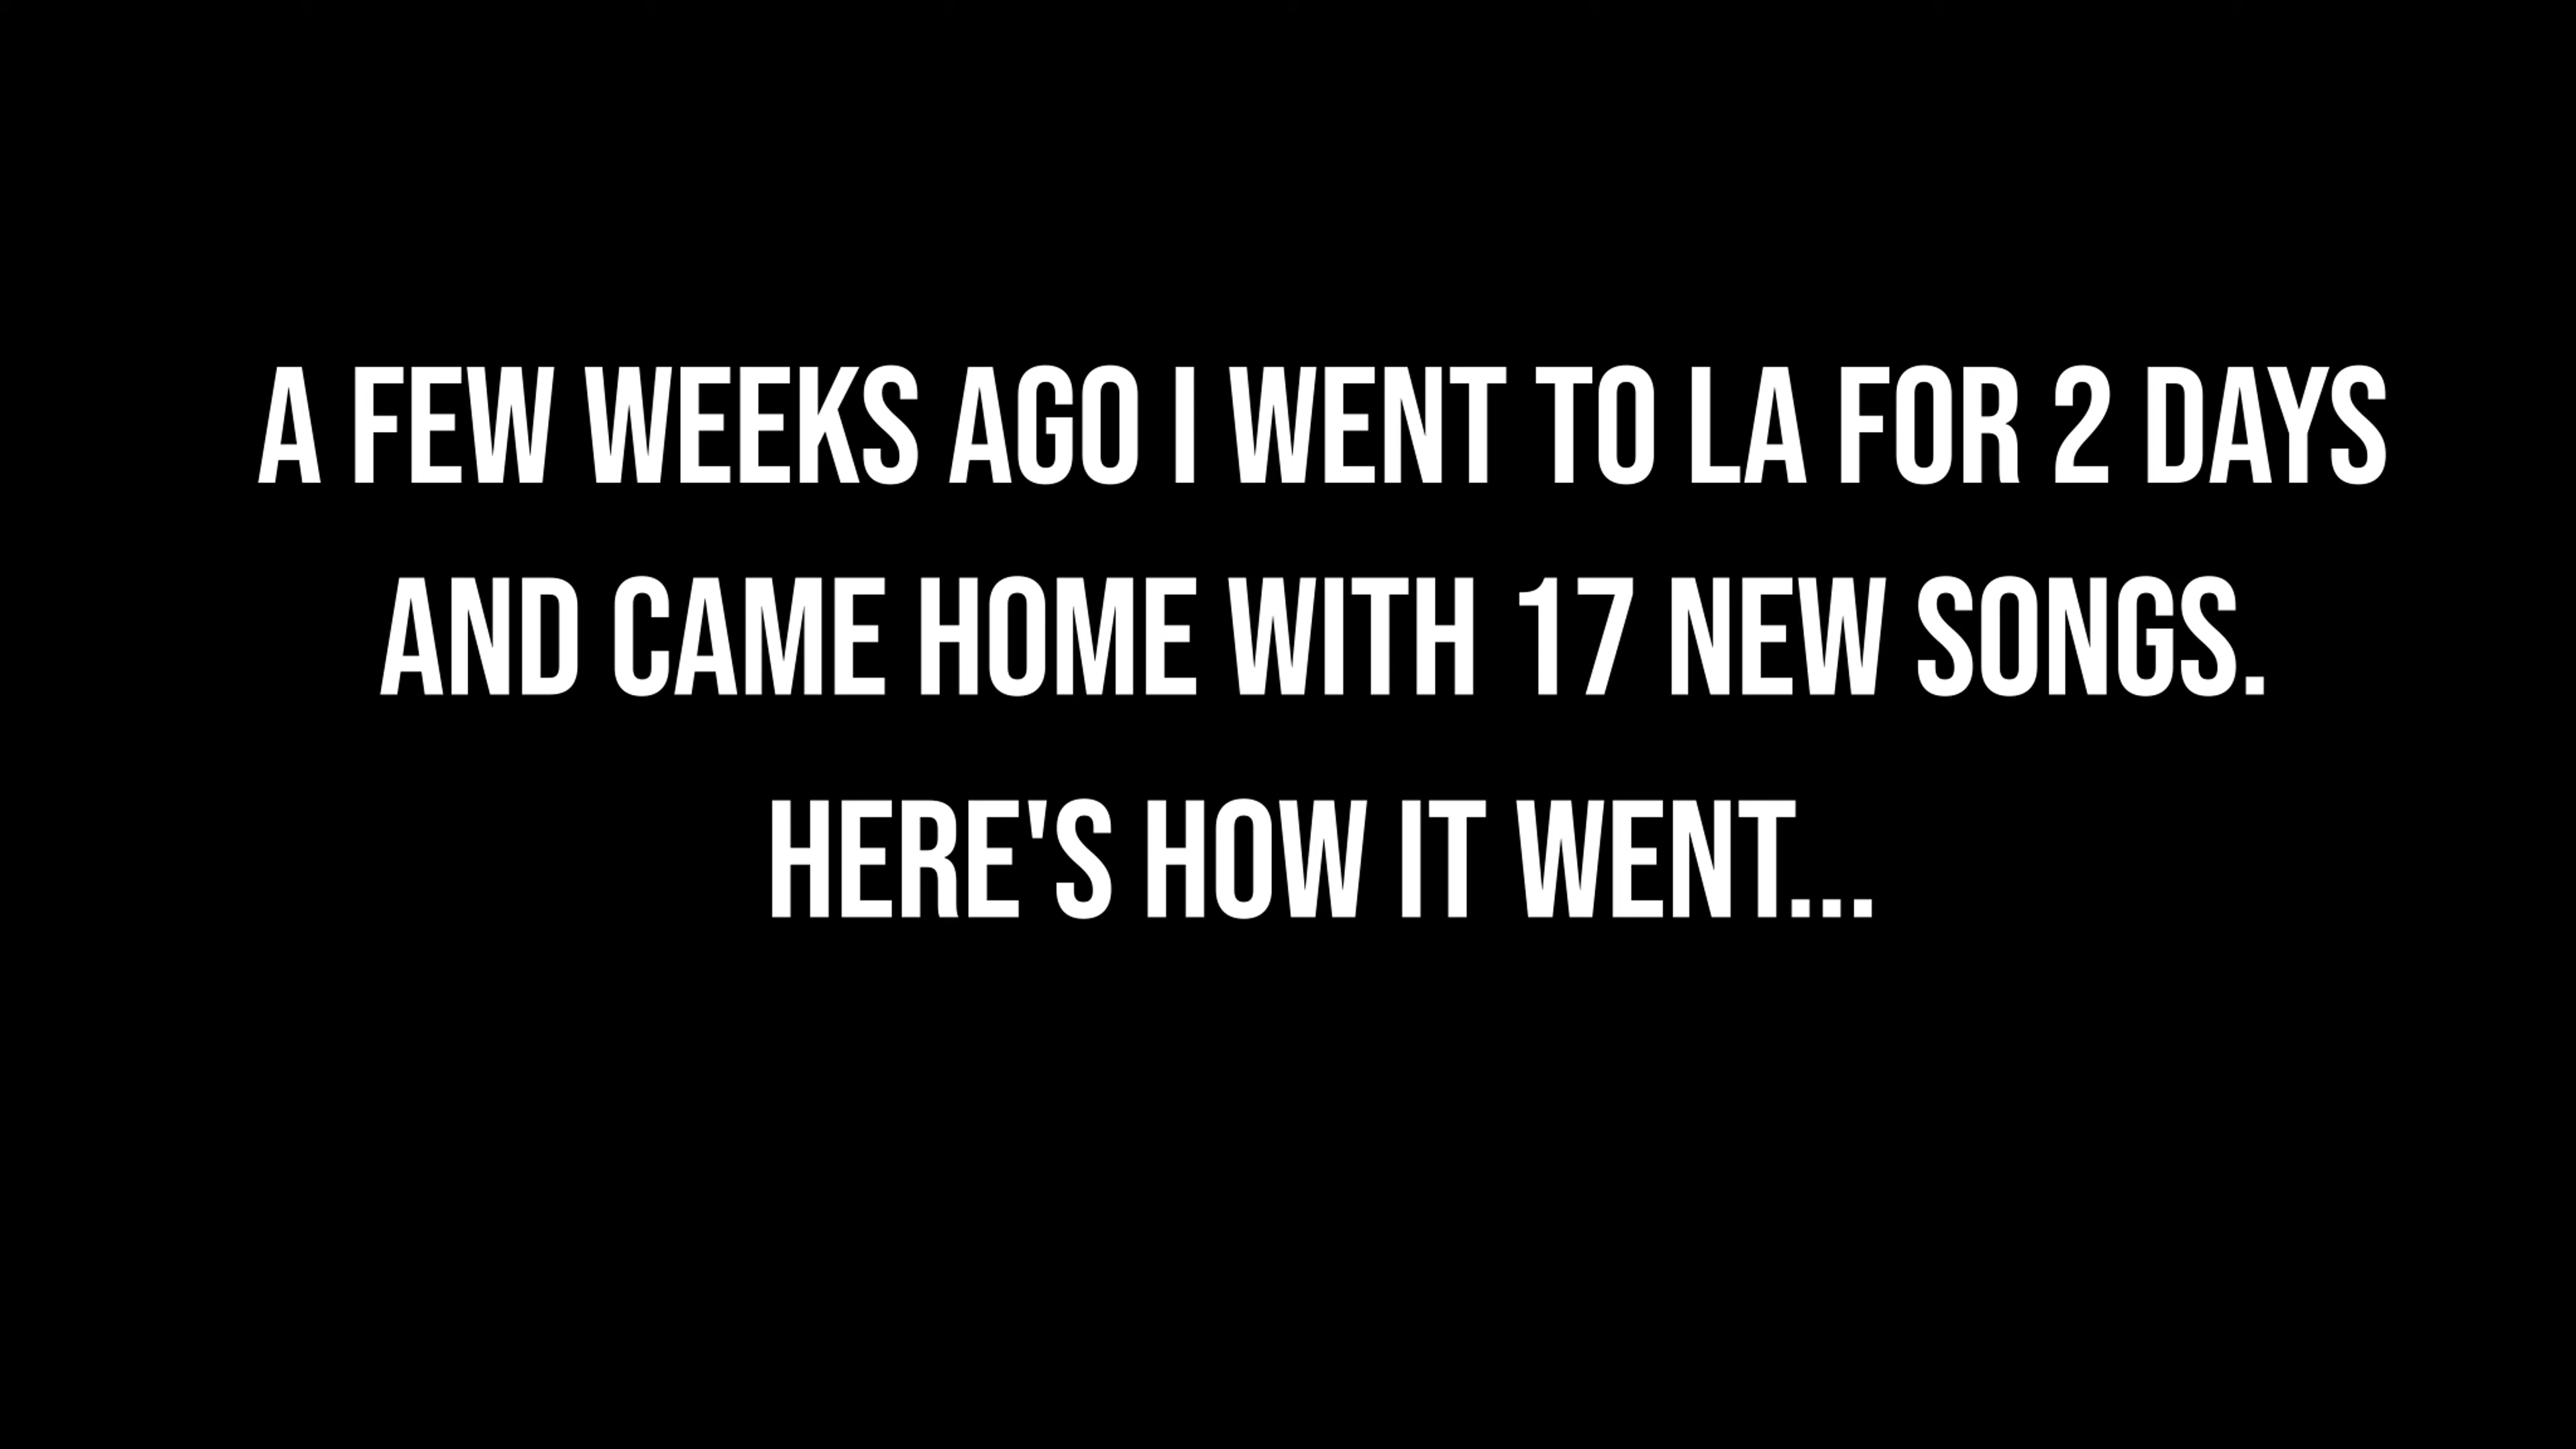 A FEW WEEKS AGO I WENT TO LA FOR 2 DAYS
AND CAME HOME WITH 17 NEW SONGS.
HERE'S HOW IT WENT...